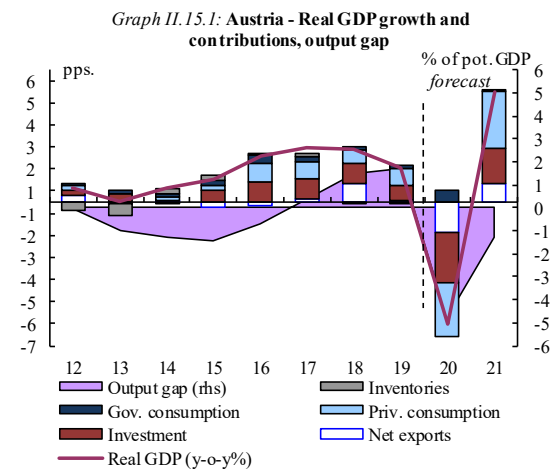 Graph II.15.1: Austria - Real GDP growth and
contributions, output gap
pps.
% of pot. GDP
forecast
6
5
4
3
2
1
-1
-2
-3
-4
-5
-6
-7
6
5
4
3
2
1
0
-1
-2
-3
-4
-5
-6
12 13 14 15 16 17 18 19 20 21
Output gap (rhs) Inventories
Gov. consumption Priv. consumption
Investment Net exports
Real GDP (y-o-y%)